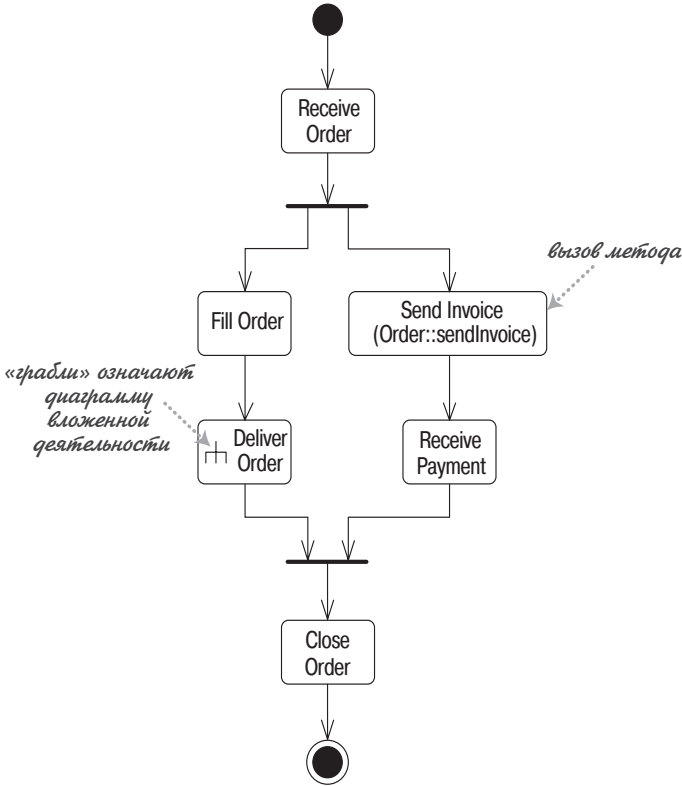 Receive
Order
вызов метода
Fill Order
Send Invoice
(Order::sendInvoice)
«грабли» означают
диаграмму
вложенной
деятельности
Deliver
Order
Receive
Payment
Close
Order